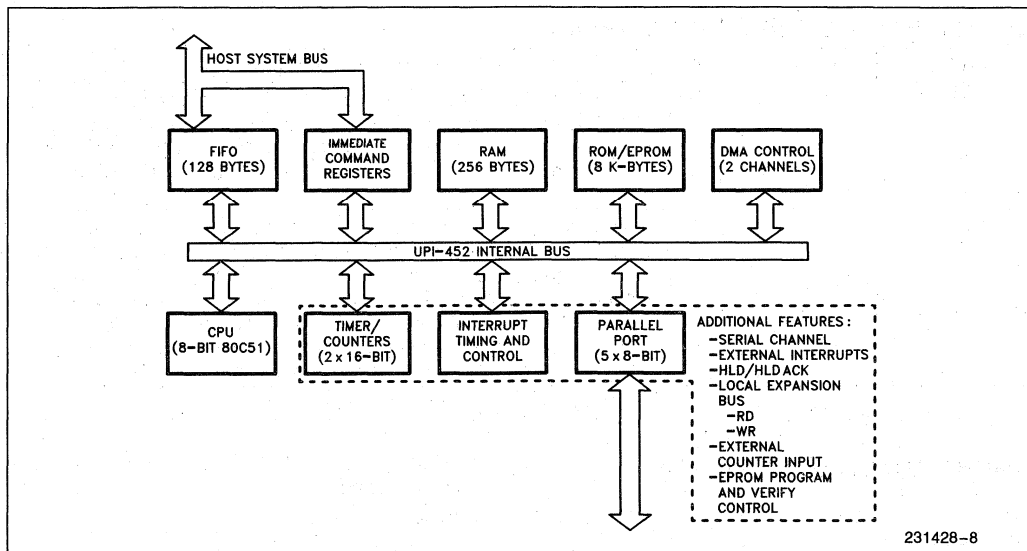 HOST SYSTEM BUS
FIFO
(128 BYTES)
IMMEDIATE
COMMAND
REGISTERS
RAM
(256 BYTES)
ROM/EPROM
(8 K-BYTES)
DMA CONTROL
(2 CHANNELS)
UPI-452 INTERNAL BUS
CPU
(8-BIT 80C51)
TIMER/
COUNTERS
(2 x 16-BIT)
INTERRUPT
TIMING AND
CONTROL
PARALLEL
PORT
(5 x 8-BIT)
ADDITIONAL FEATURES:
-SERIAL CHANNEL
-EXTERNAL INTERRUPTS
-HLD/HLD ACK
-LOCAL EXPANSION
BUS
-RD
-WR
-EXTERNAL
COUNTER INPUT
-EPROM PROGRAM
AND VERIFY
CONTROL
231428-8